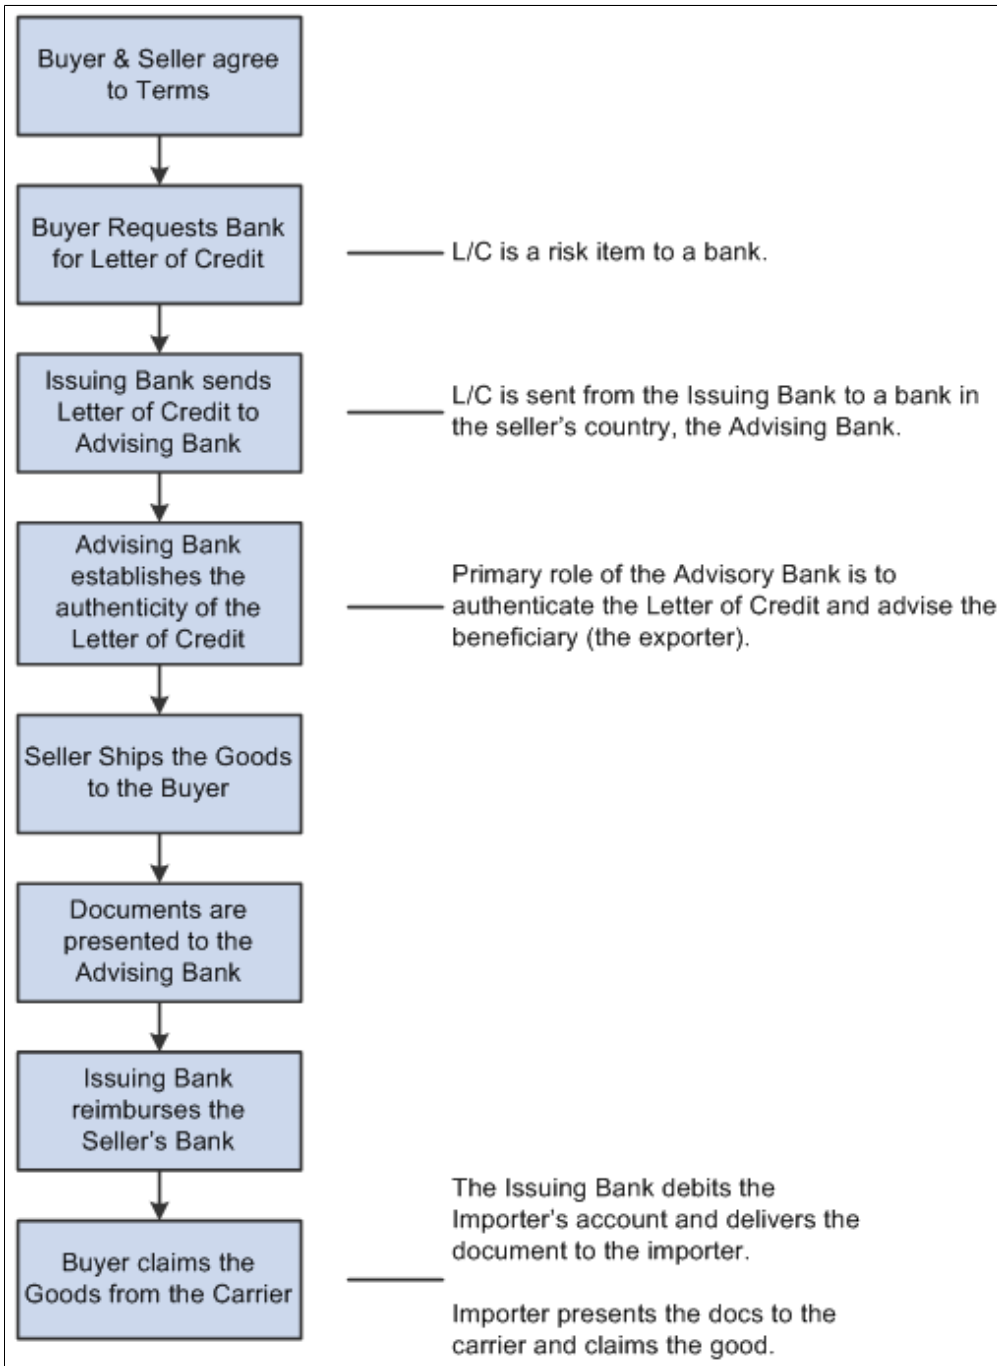 Buyer & Seller agree
to Terms
Buyer Requests Bank
for Letter of Credit
L/C is a risk item to a bank.
Issuing Bank sends
Letter of Credit to
Advising Bank
L/C is sent from the Issuing Bank to a bank in
the seller's country, the Advising Bank.
Advising Bank
establishes the
authenticity of the
Letter of Credit
Primary role of the Advisory Bank is to
authenticate the Letter of Credit and advise the
beneficiary (the exporter).
Seller Ships the Goods
to the Buyer
Documents are
presented to the
Advising Bank
Issuing Bank
reimburses the
Seller's Bank
Buyer claims the
Goods from the Carrier
The Issuing Bank debits the
Importer's account and delivers the
document to the importer.
Importer presents the docs to the
carrier and claims the good.